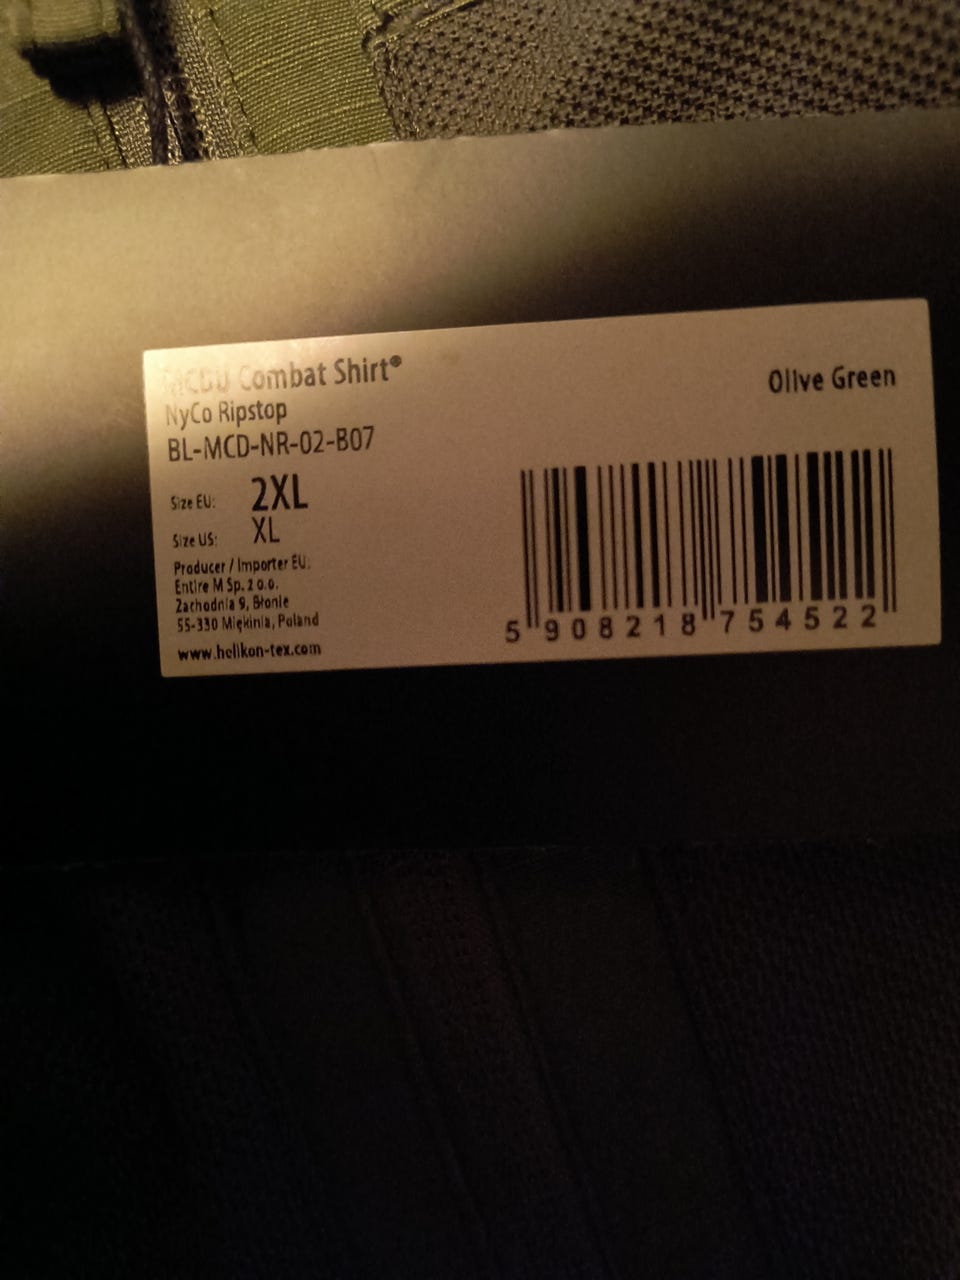 MCDU Combat Shirt®
Olive Green
NyCo Ripstop
BL-MCD-NR-02-B07
Size EU: 2XL
Size US: XL
Producer / Importer EU:
Entire M Sp. z o.o.
Zachodnia 9, Błonie
55-330 Miękinia, Poland
www.helikon-tex.com
5 908218 754522